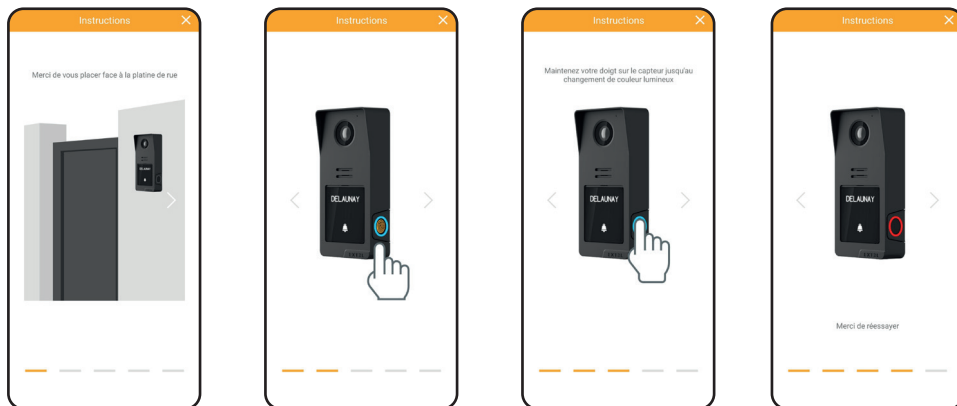 Instructions ×
Merci de vous placer face à la platine de rue
DELAUNAY
Instructions ×
DELAUNAY
Instructions ×
Maintenez votre doigt sur le capteur jusqu'au
changement de couleur lumineux
DELAUNAY
Instructions ×
DELAUNAY
Merci de réessayer